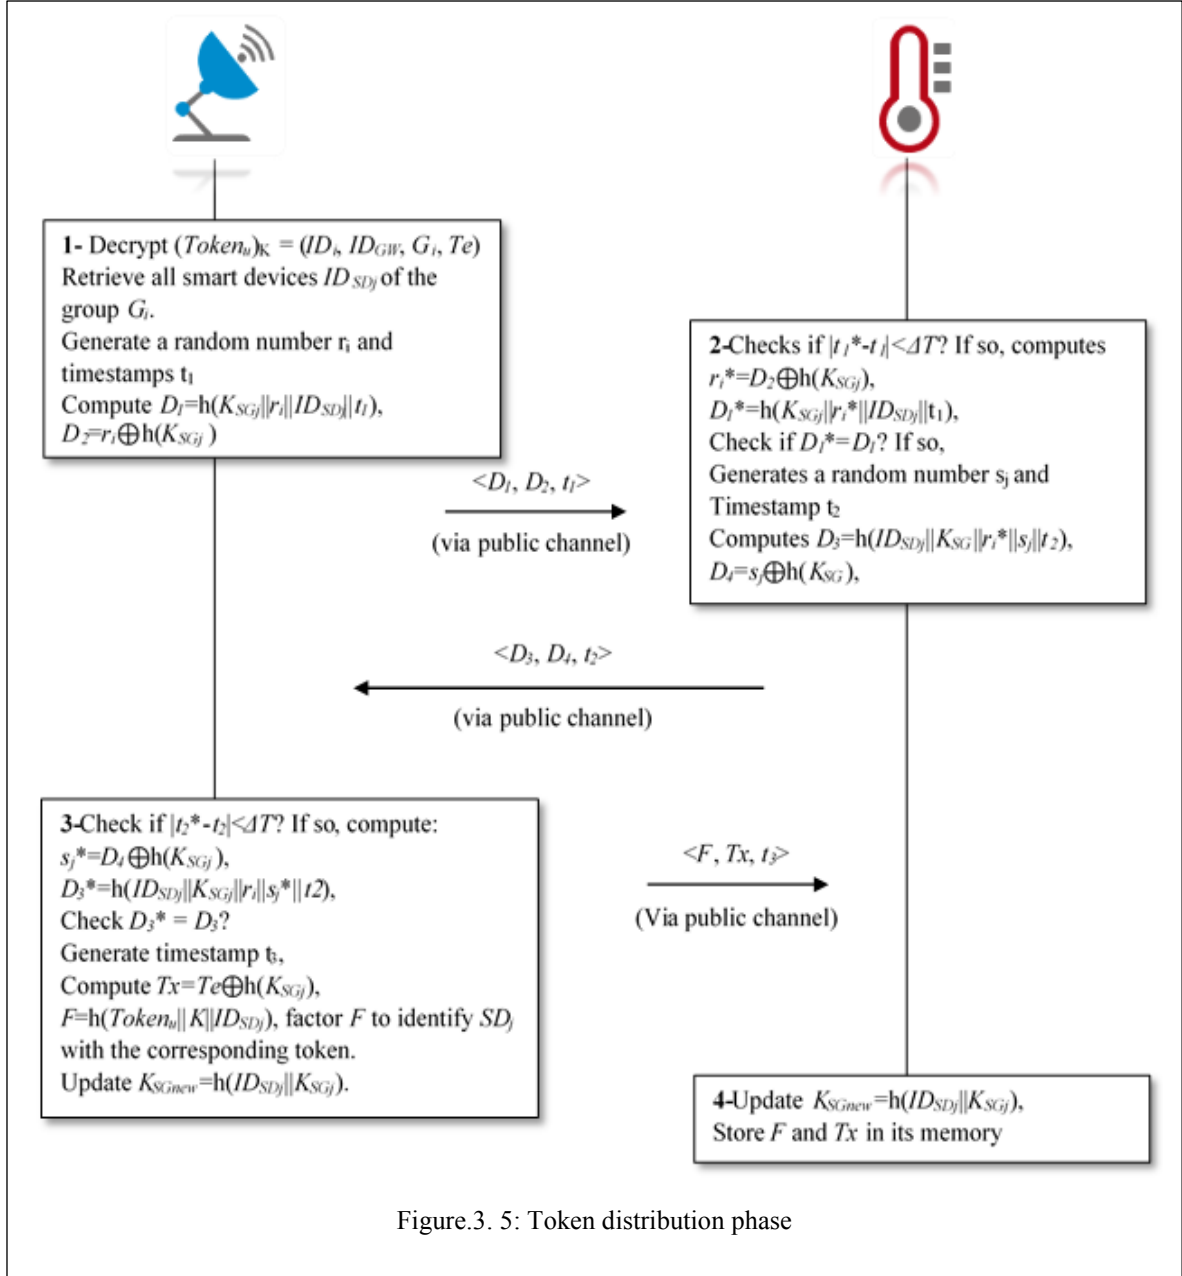 1- Decrypt (Tokenᵤ)K = (IDᵢ, IDGW, Gᵢ, Te)
Retrieve all smart devices IDSDj of the
group Gᵢ.
Generate a random number rᵢ and
timestamps t₁
Compute D₁=h(KSGj||rᵢ||IDSDj||t₁),
D₂=rᵢ⊕h(KSGj)
<D₁, D₂, t₁>
(via public channel)
2-Checks if |t₁*-t₁|<ΔT? If so, computes
rᵢ*=D₂⊕h(KSGj),
D₁*=h(KSGj||rᵢ*||IDSDj||t₁),
Check if D₁*=D₁? If so,
Generates a random number sⱼ and
Timestamp t₂
Computes D₃=h(IDSDj||KSG||rᵢ*||sⱼ||t₂),
D₄=sⱼ⊕h(KSG),
<D₃, D₄, t₂>
(via public channel)
3-Check if |t₂*-t₂|<ΔT? If so, compute:
sⱼ*=D₄⊕h(KSGj),
D₃*=h(IDSDj||KSGj||rᵢ||sⱼ*||t2),
Check D₃* = D₃?
Generate timestamp t₃,
Compute Tx=Te⊕h(KSGj),
F=h(Tokenᵤ||K||IDSDj), factor F to identify SDⱼ
with the corresponding token.
Update KSGnew=h(IDSDj||KSGj).
<F, Tx, t₃>
(Via public channel)
4-Update KSGnew=h(IDSDj||KSGj),
Store F and Tx in its memory
Figure.3. 5: Token distribution phase